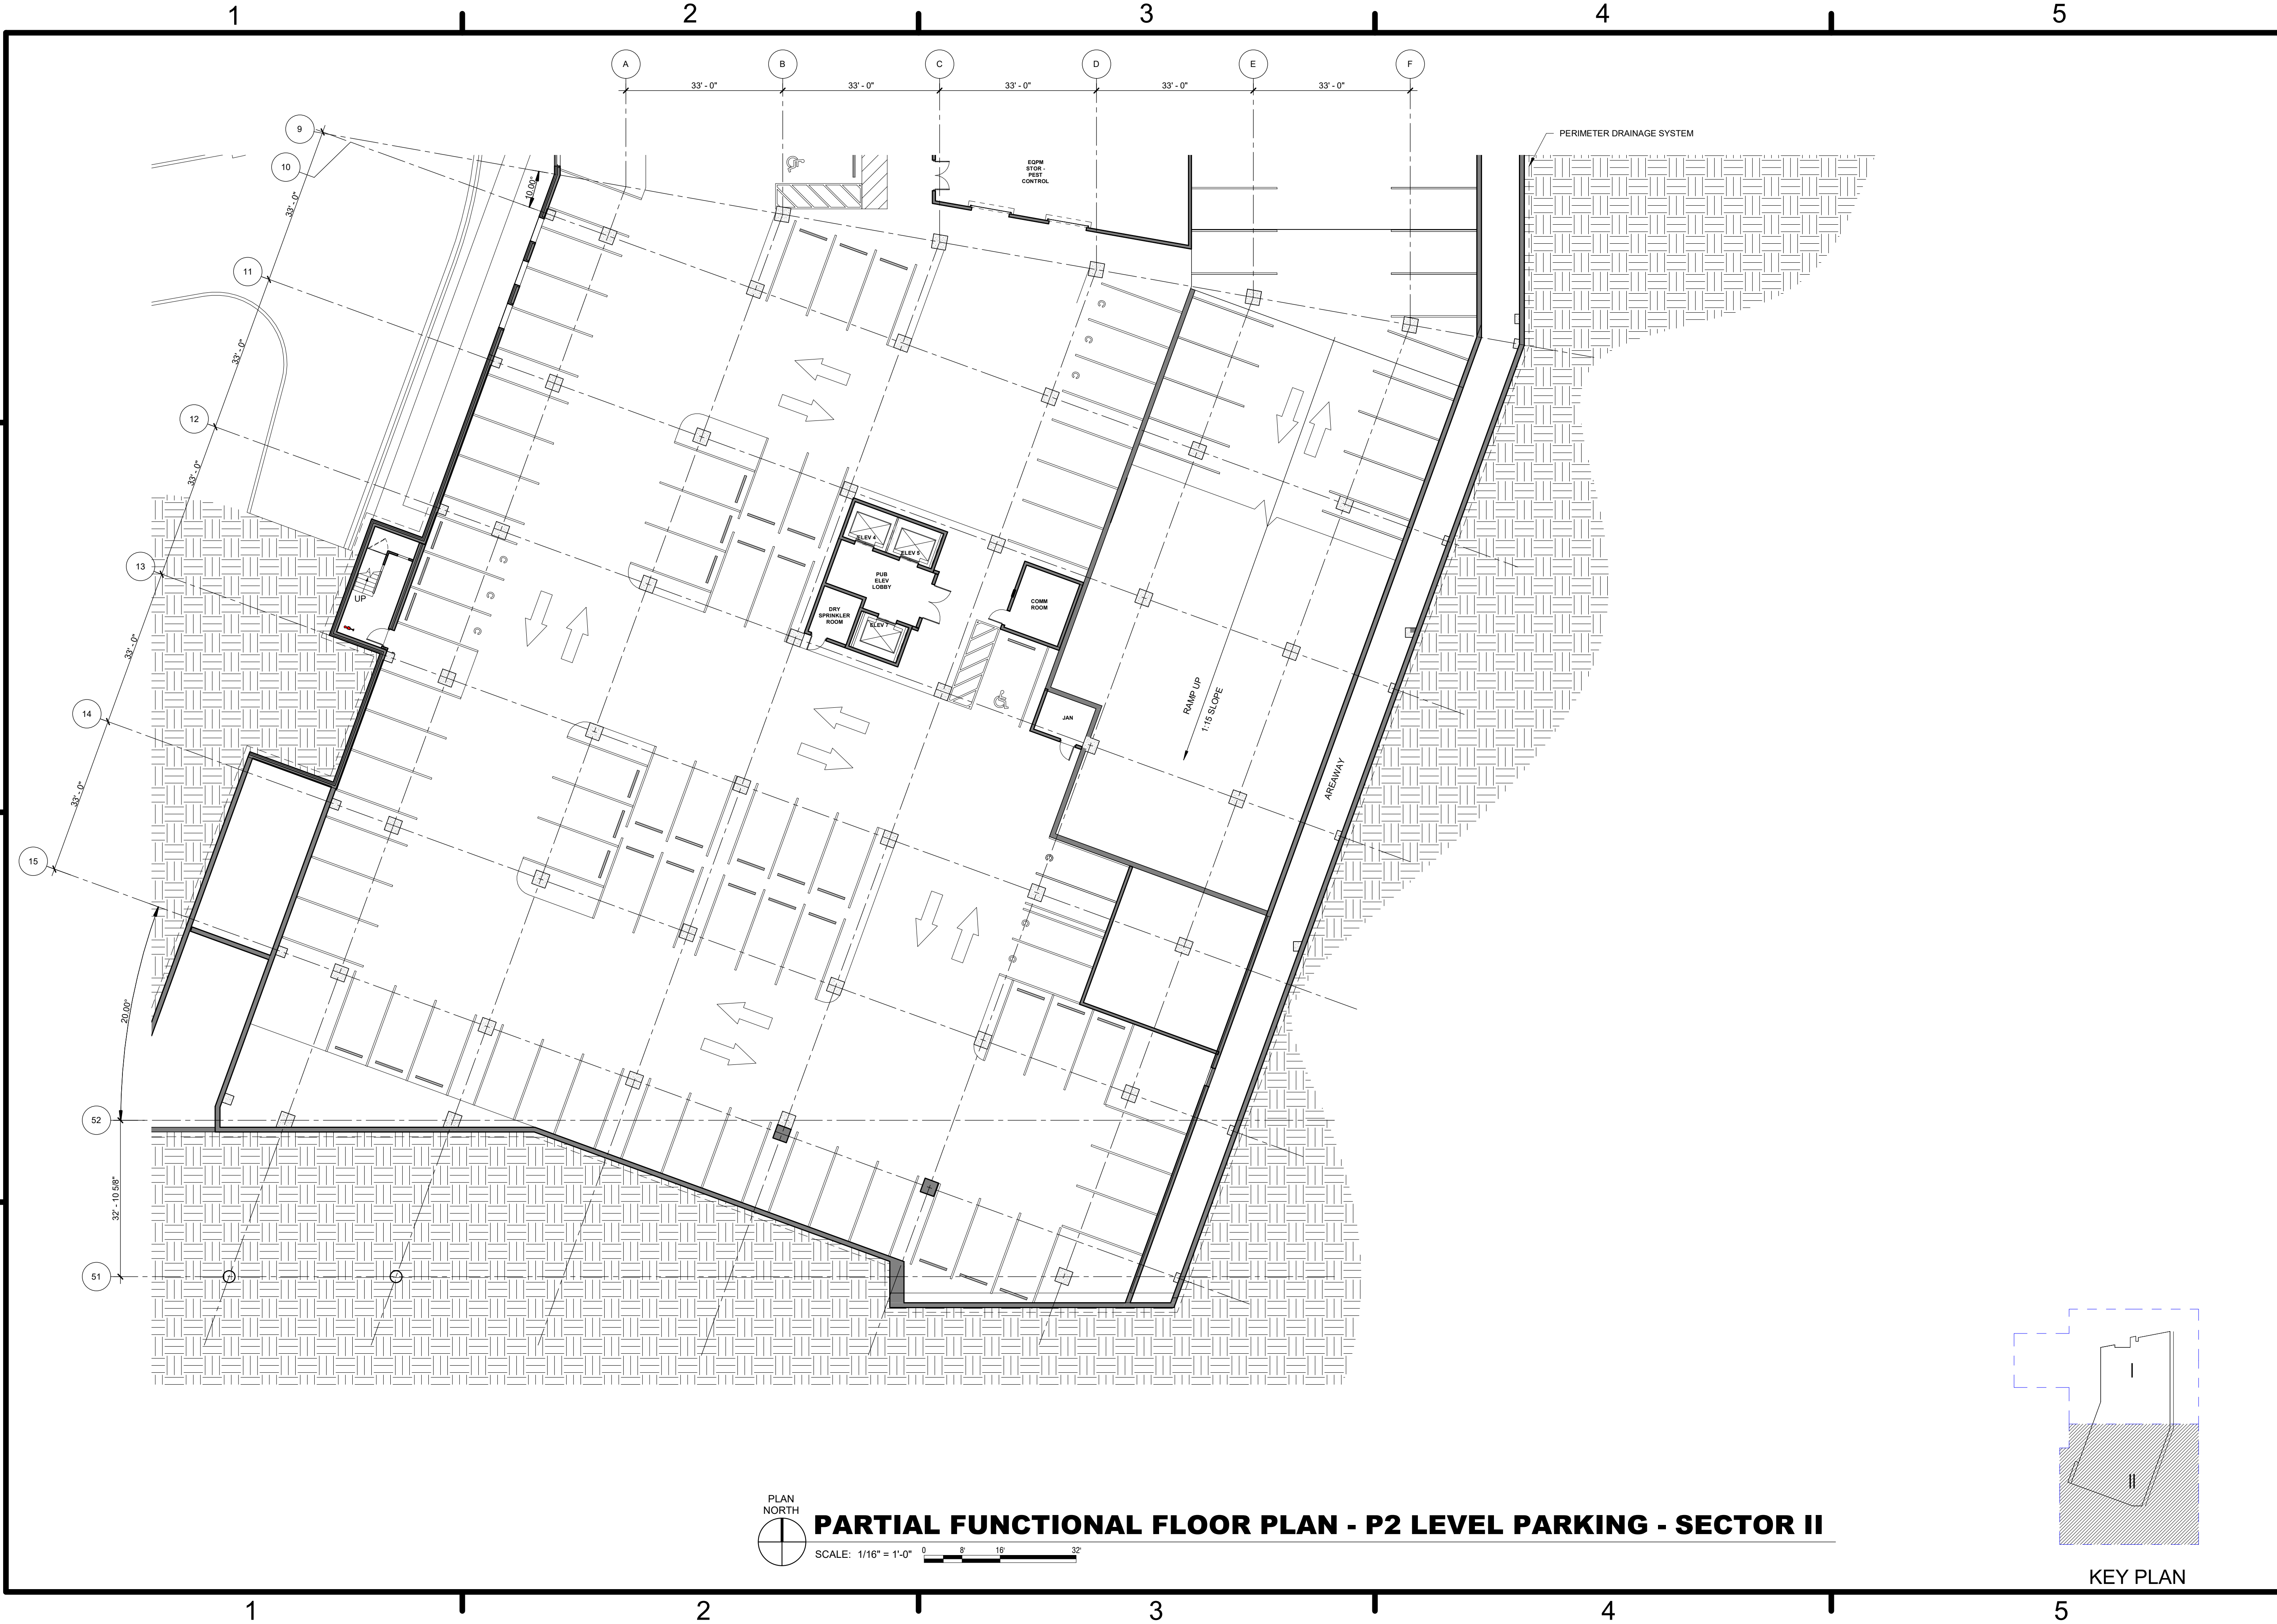 1 2 3 4 5
A B C D E F
33' - 0" 33' - 0" 33' - 0" 33' - 0" 33' - 0"
9
10
11
12
13
14
15
52
51
33' - 0"
33' - 0"
33' - 0"
33' - 0"
33' - 0"
10.00°
20.00°
32' - 10 5/8"
PERIMETER DRAINAGE SYSTEM
EQPM
STOR -
PEST
CONTROL
C
C
C
C
C
C
ELEV 4
ELEV 5
PUB
ELEV
LOBBY
DRY
SPRINKLER
ROOM
ELEV 7
COMM
ROOM
UP
JAN
RAMP UP
1:15 SLOPE
AREAWAY
C
C
C
I
II
KEY PLAN
PLAN
NORTH
PARTIAL FUNCTIONAL FLOOR PLAN - P2 LEVEL PARKING - SECTOR II
SCALE: 1/16" = 1'-0"
0 8' 16' 32'
1 2 3 4 5